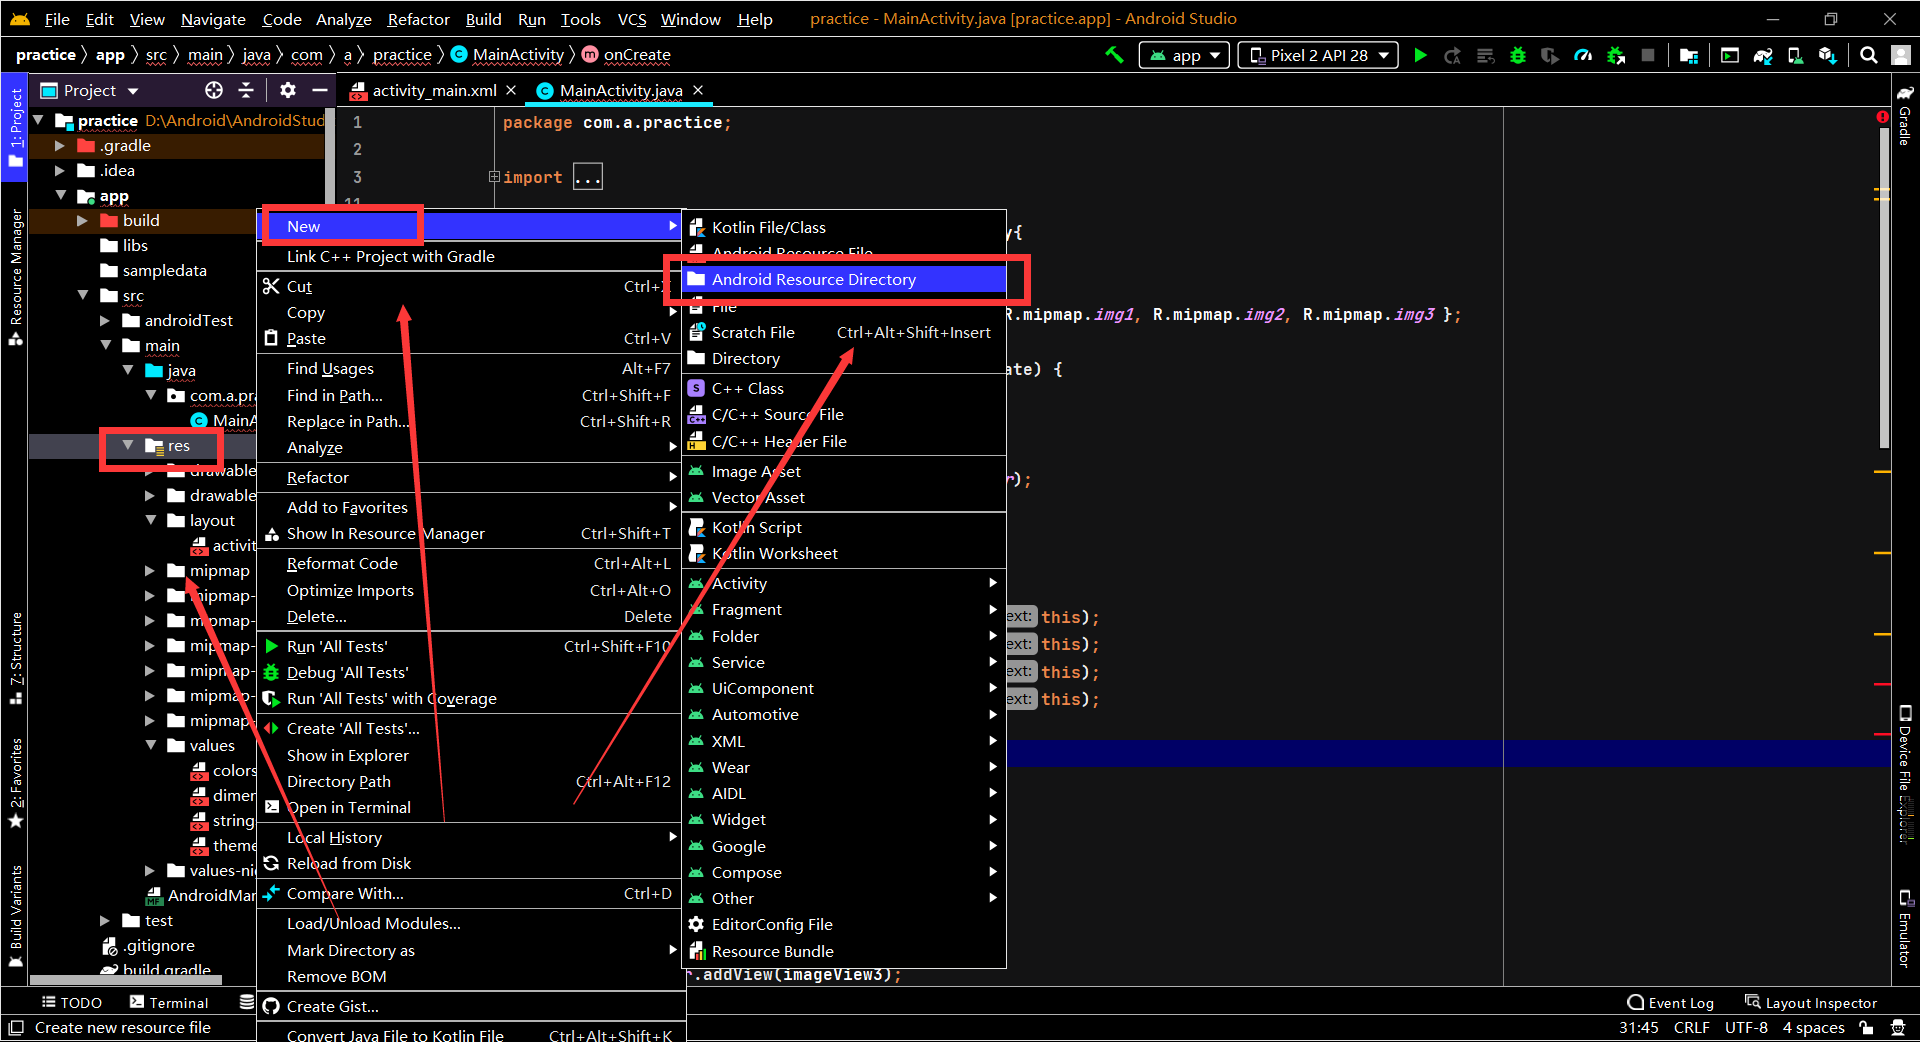 File Edit View Navigate Code Analyze Refactor Build Run Tools VCS Window Help practice - MainActivity.java [practice.app] - Android Studio
practice app src main java com a practice MainActivity onCreate app Pixel 2 API 28
Project
activity_main.xml
MainActivity.java
1: Project
Resource Manager
7: Structure
2: Favorites
Build Variants
practice D:\Android\AndroidStud
.gradle
.idea
app
build
libs
sampledata
src
androidTest
main
java
com.a.pra
MainA
res
drawable
drawable
layout
activit
mipmap
mipmap-
mipmap-
mipmap-
mipmap-
mipmap-
mipmap-
values
colors
dimen
string
theme
values-nig
AndroidMan
test
.gitignore
build.gradle
New
Link C++ Project with Gradle
Cut Ctrl+X
Copy
Paste Ctrl+V
Find Usages Alt+F7
Find in Path... Ctrl+Shift+F
Replace in Path... Ctrl+Shift+R
Analyze
Refactor
Add to Favorites
Show In Resource Manager Ctrl+Shift+T
Reformat Code Ctrl+Alt+L
Optimize Imports Ctrl+Alt+O
Delete... Delete
Run 'All Tests' Ctrl+Shift+F10
Debug 'All Tests'
Run 'All Tests' with Coverage
Create 'All Tests'...
Show in Explorer
Directory Path Ctrl+Alt+F12
Open in Terminal
Local History
Reload from Disk
Compare With... Ctrl+D
Load/Unload Modules...
Mark Directory as
Remove BOM
Create Gist...
Convert Java File to Kotlin File Ctrl+Alt+Shift+K
Kotlin File/Class
Android Resource File
Android Resource Directory
File
Scratch File Ctrl+Alt+Shift+Insert
Directory
C++ Class
C/C++ Source File
C/C++ Header File
Image Asset
Vector Asset
Kotlin Script
Kotlin Worksheet
Activity
Fragment
Folder
Service
UiComponent
Automotive
XML
Wear
AIDL
Widget
Google
Compose
Other
EditorConfig File
Resource Bundle
1 package com.a.practice;
2
3 import ...
11
y{
R.mipmap.img1, R.mipmap.img2, R.mipmap.img3 };
ate) {
r);
ext: this);
ext: this);
ext: this);
ext: this);
r.addView(imageView3);
Gradle
Device File Explorer
Emulator
TODO Terminal Event Log Layout Inspector
Create new resource file 31:45 CRLF UTF-8 4 spaces